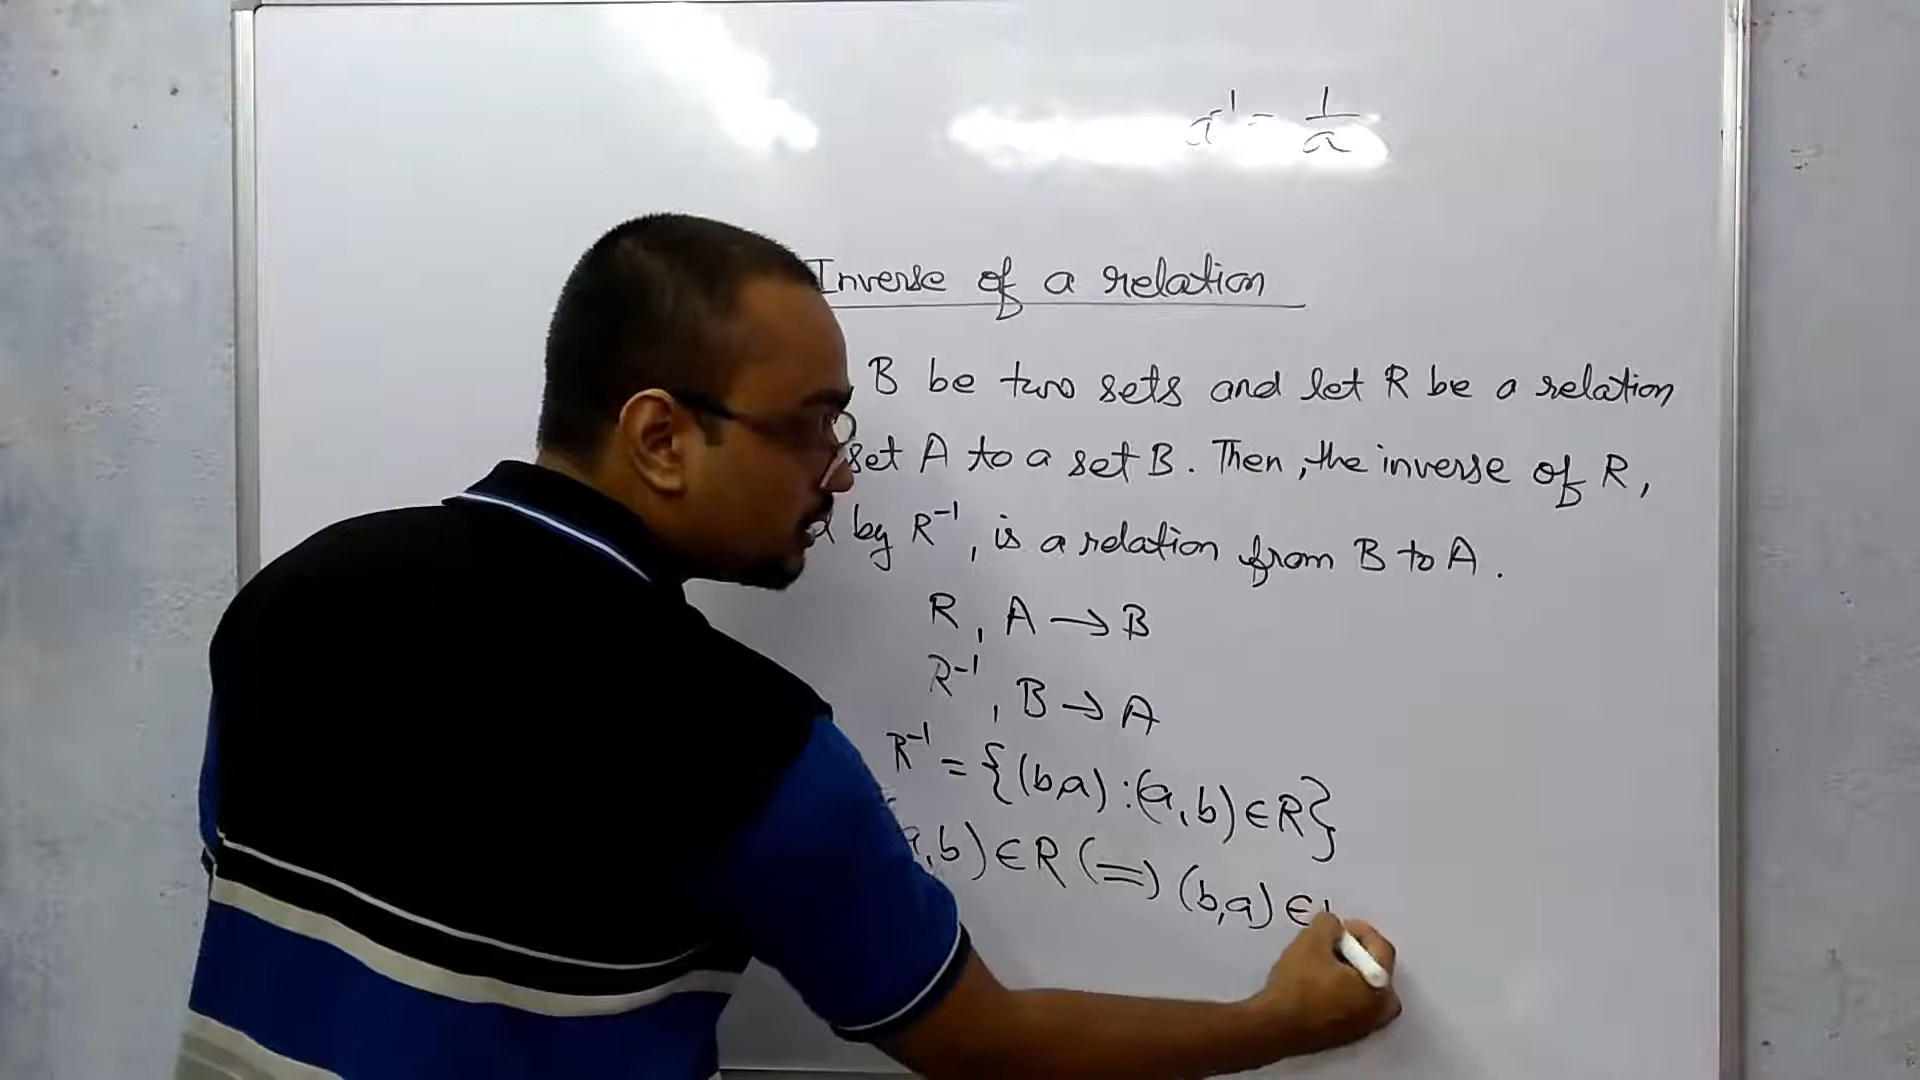 a⁻¹ = 1/a
Inverse of a relation
, B be two sets and let R be a relation
set A to a set B. Then, the inverse of R,
by R⁻¹, is a relation from B to A.
R, A → B
R⁻¹, B → A
R⁻¹ = {(b,a) : (a,b) ∈ R}
a,b) ∈ R (=) (b,a) ∈